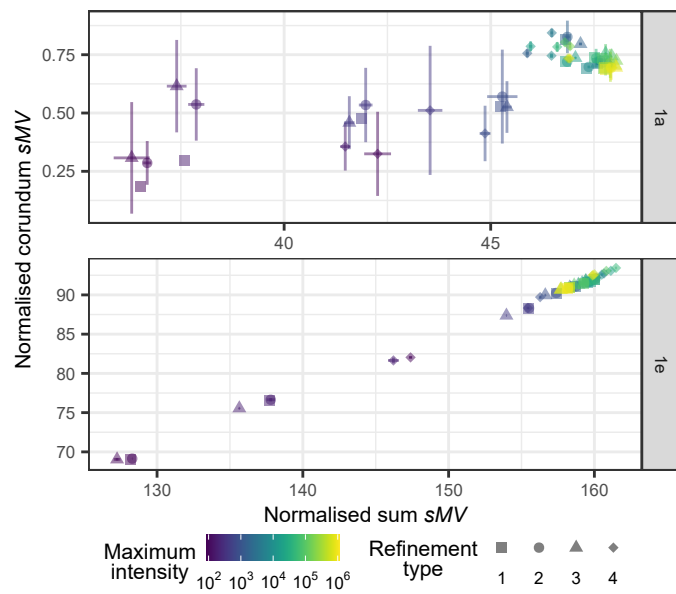 Normalised corundum sMV
0.75
0.50
0.25
1a
40
45
90
85
80
75
70
1e
130
140
150
160
Normalised sum sMV
Maximum intensity
10² 10³ 10⁴ 10⁵ 10⁶
Refinement type
1 2 3 4